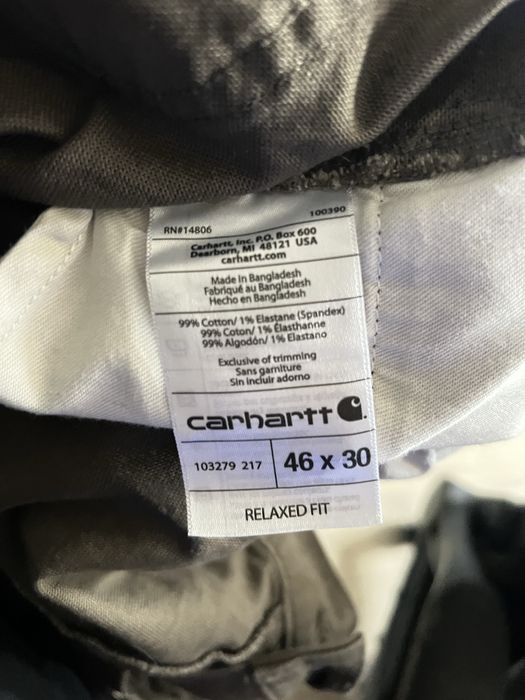 100390
RN#14806
Carhartt, Inc. P.O. Box 600
Dearborn, MI 48121 USA
carhartt.com
Made in Bangladesh
Fabriqué au Bangladesh
Hecho en Bangladesh
99% Cotton/ 1% Elastane (Spandex)
99% Coton/ 1% Élasthanne
99% Algodón/ 1% Elastano
Exclusive of trimming
Sans garniture
Sin incluir adorno
carhartt
103279 217 46 x 30
RELAXED FIT